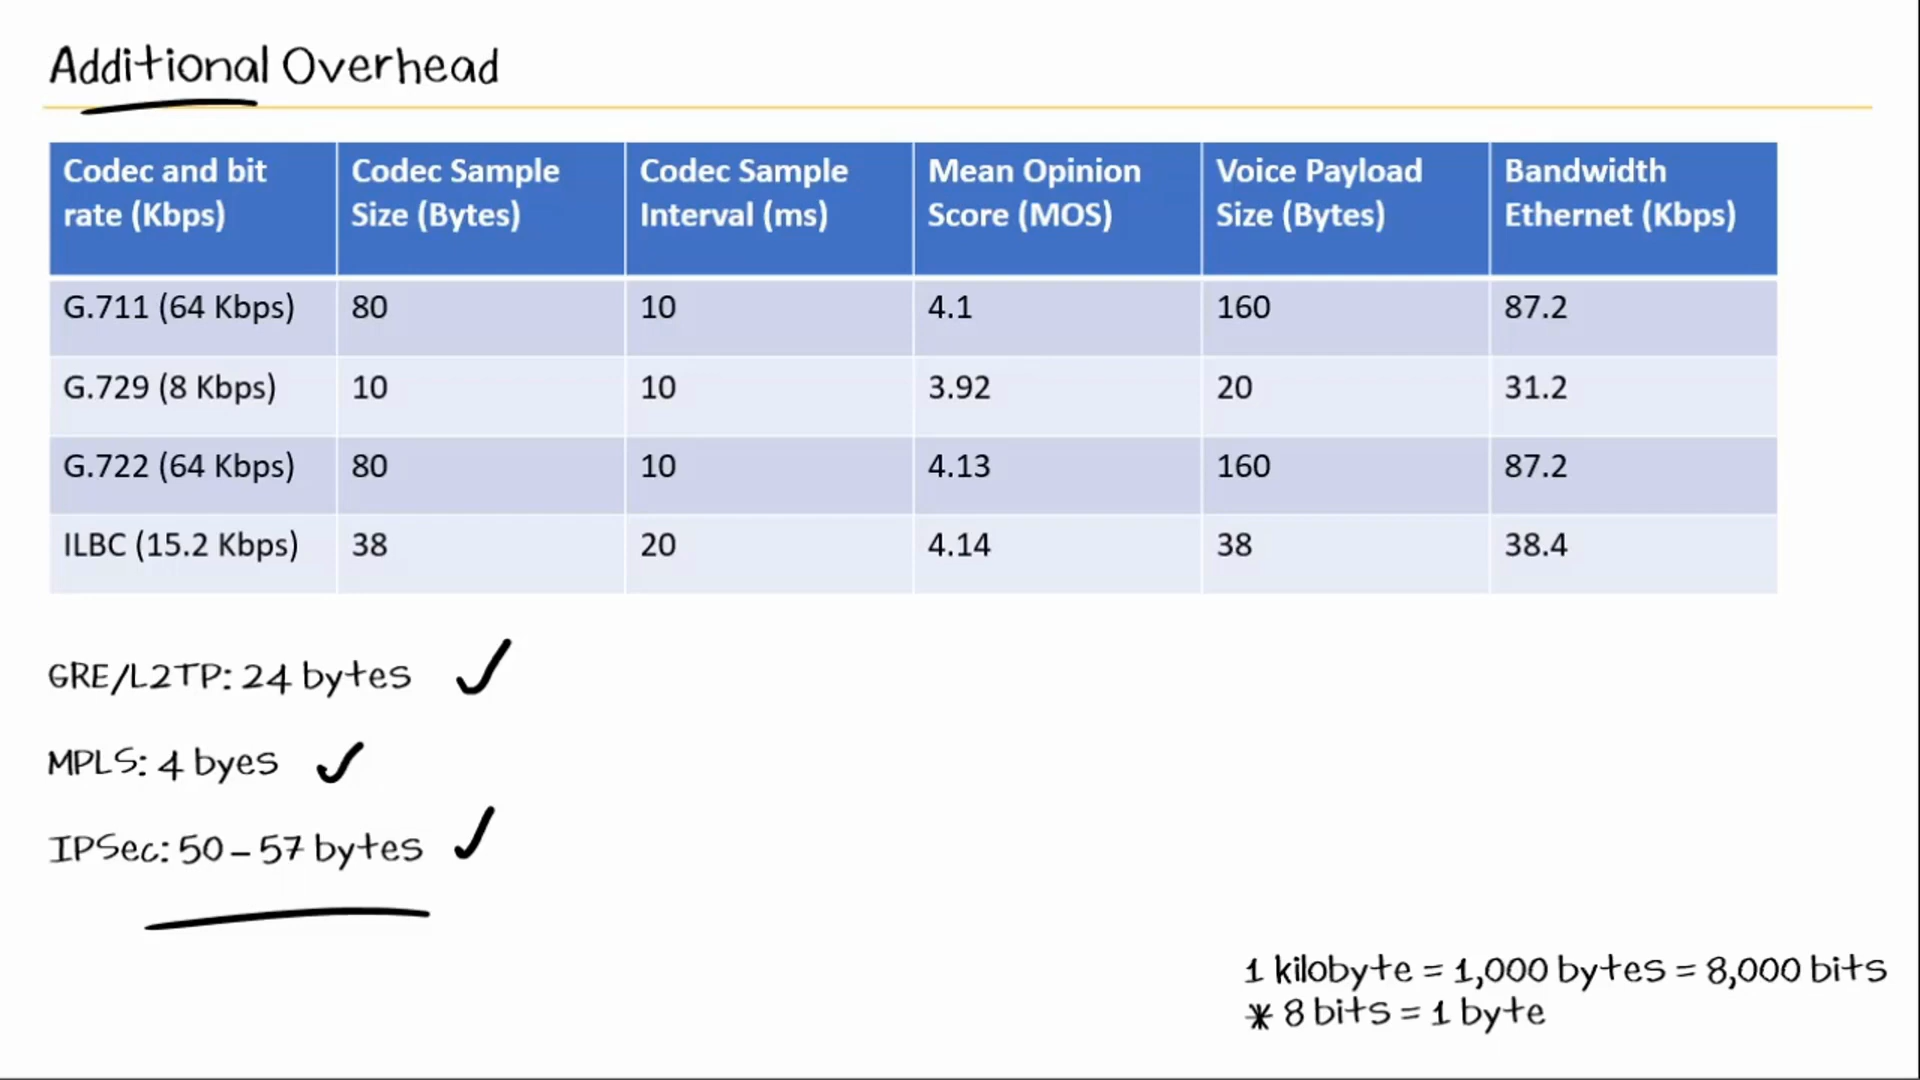 Additional Overhead
Codec and bit rate (Kbps) Codec Sample Size (Bytes) Codec Sample Interval (ms) Mean Opinion Score (MOS) Voice Payload Size (Bytes) Bandwidth Ethernet (Kbps)
G.711 (64 Kbps) 80 10 4.1 160 87.2
G.729 (8 Kbps) 10 10 3.92 20 31.2
G.722 (64 Kbps) 80 10 4.13 160 87.2
ILBC (15.2 Kbps) 38 20 4.14 38 38.4
GRE/L2TP: 24 bytes
MPLS: 4 byes
IPSec: 50 – 57 bytes
1 kilobyte = 1,000 bytes = 8,000 bits
* 8 bits = 1 byte